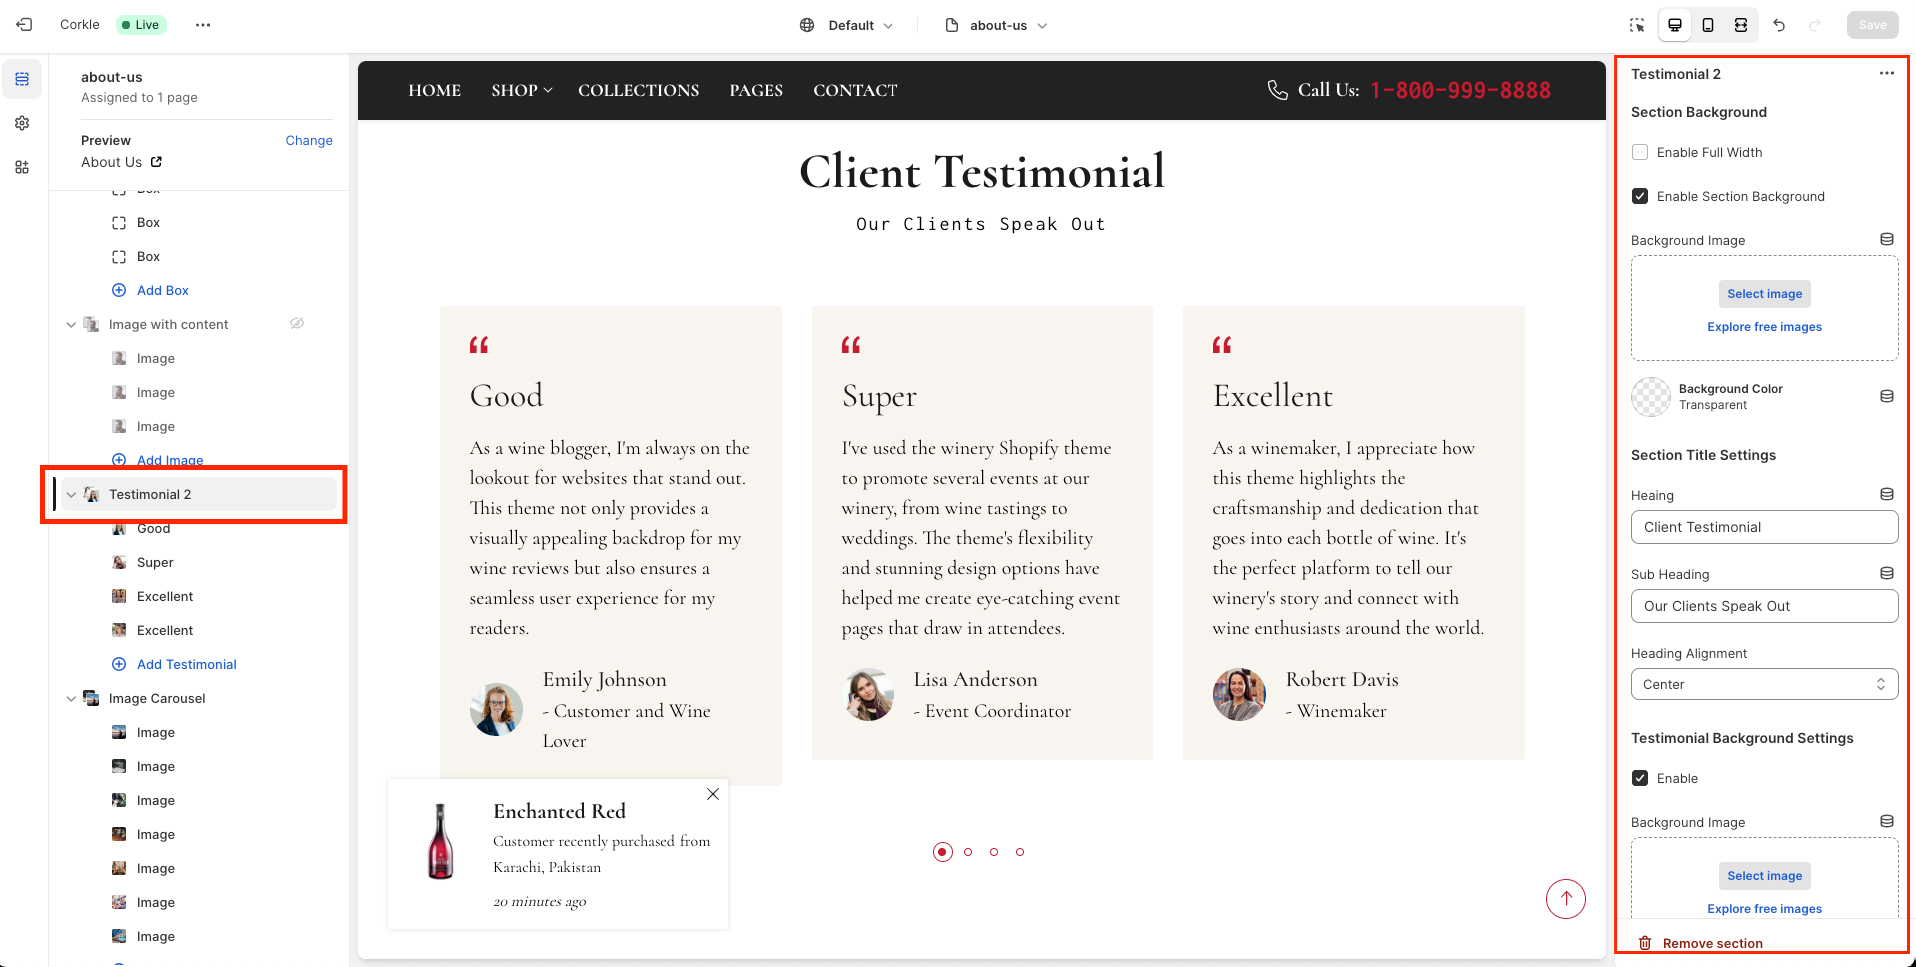 Corkle
Live
Default
about-us
Save
about-us
Assigned to 1 page
Preview
Change
About Us
Box
Box
Box
Add Box
Image with content
Image
Image
Image
Add Image
Testimonial 2
Good
Super
Excellent
Excellent
Add Testimonial
Image Carousel
Image
Image
Image
Image
Image
Image
Image
HOME
SHOP
COLLECTIONS
PAGES
CONTACT
Call Us: 1-800-999-8888
Client Testimonial
Our Clients Speak Out
“
Good
As a wine blogger, I'm always on the
lookout for websites that stand out.
This theme not only provides a
visually appealing backdrop for my
wine reviews but also ensures a
seamless user experience for my
readers.
Emily Johnson
- Customer and Wine
Lover
“
Super
I've used the winery Shopify theme
to promote several events at our
winery, from wine tastings to
weddings. The theme's flexibility
and stunning design options have
helped me create eye-catching event
pages that draw in attendees.
Lisa Anderson
- Event Coordinator
“
Excellent
As a winemaker, I appreciate how
this theme highlights the
craftsmanship and dedication that
goes into each bottle of wine. It's
the perfect platform to tell our
winery's story and connect with
wine enthusiasts around the world.
Robert Davis
- Winemaker
Enchanted Red
Customer recently purchased from
Karachi, Pakistan
20 minutes ago
Testimonial 2
Section Background
Enable Full Width
Enable Section Background
Background Image
Select image
Explore free images
Background Color
Transparent
Section Title Settings
Heaing
Client Testimonial
Sub Heading
Our Clients Speak Out
Heading Alignment
Center
Testimonial Background Settings
Enable
Background Image
Select image
Explore free images
Remove section